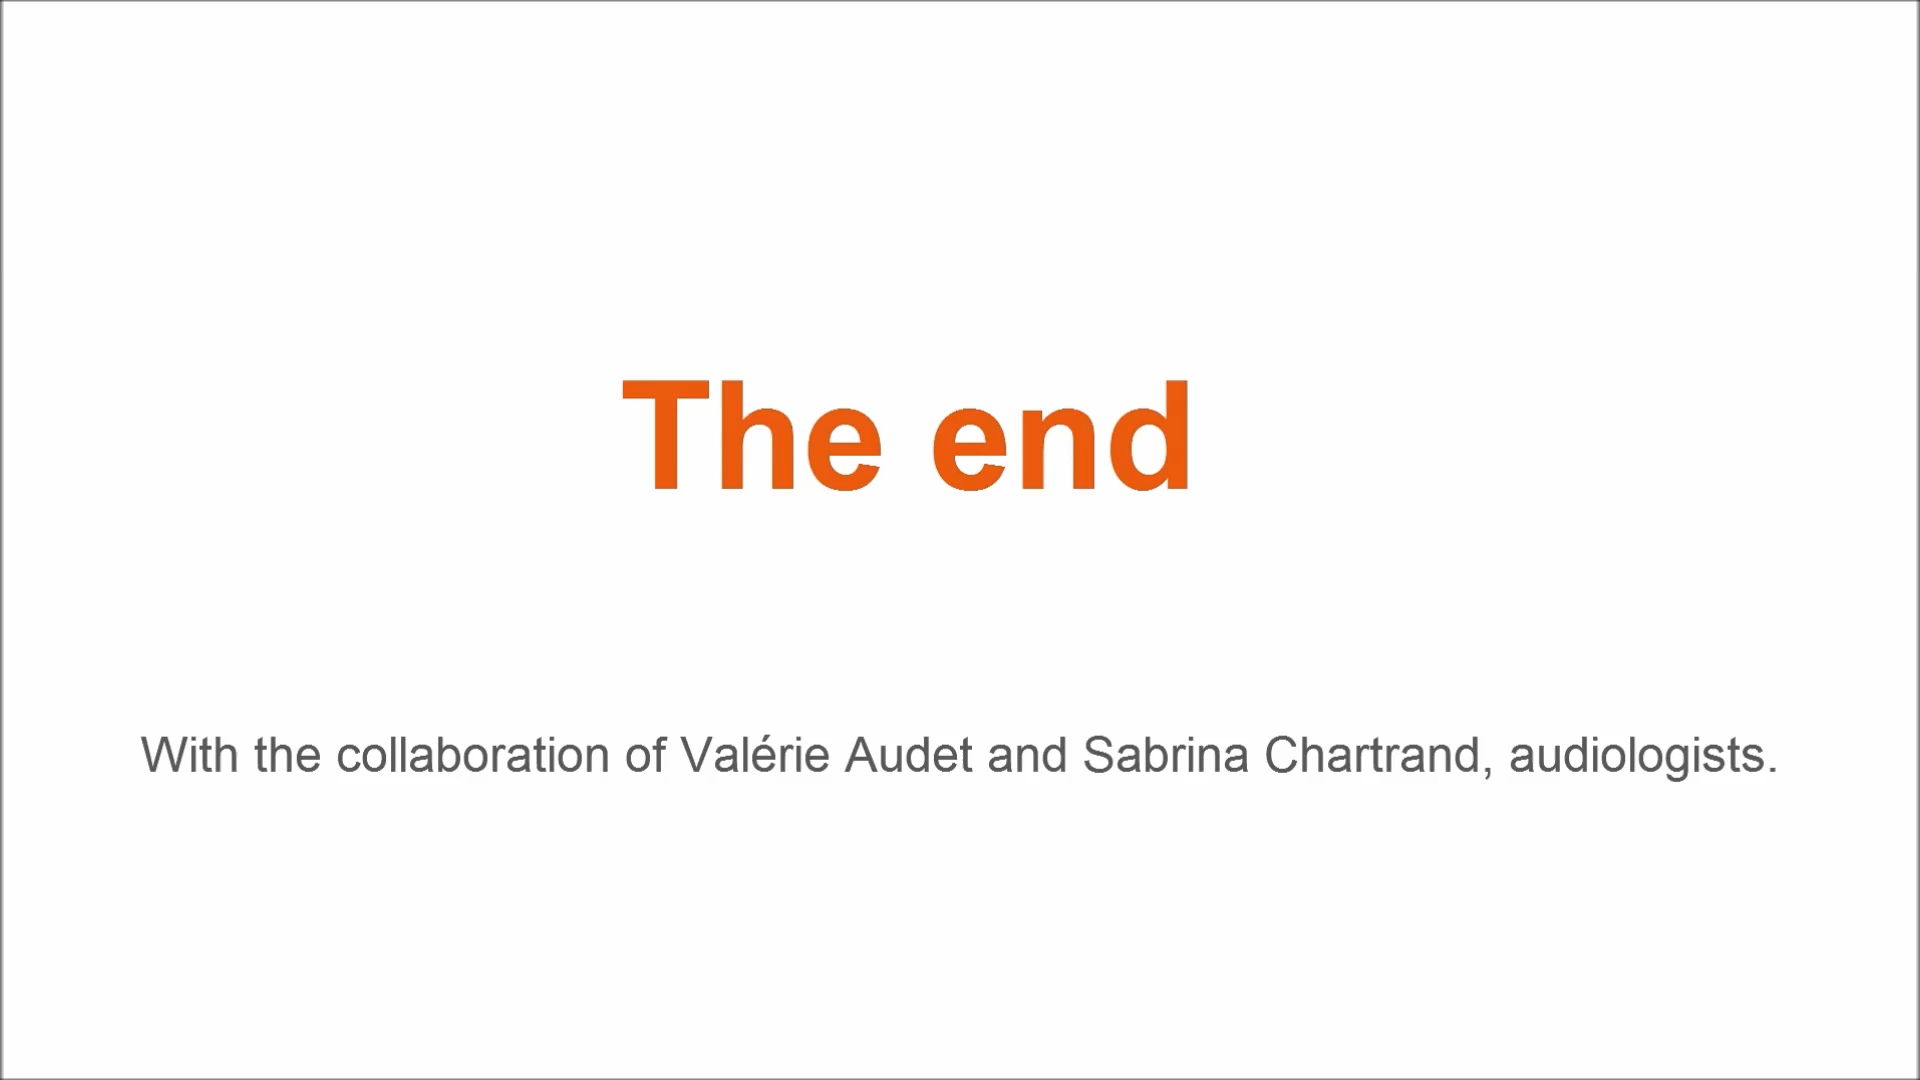 The end
With the collaboration of Valérie Audet and Sabrina Chartrand, audiologists.